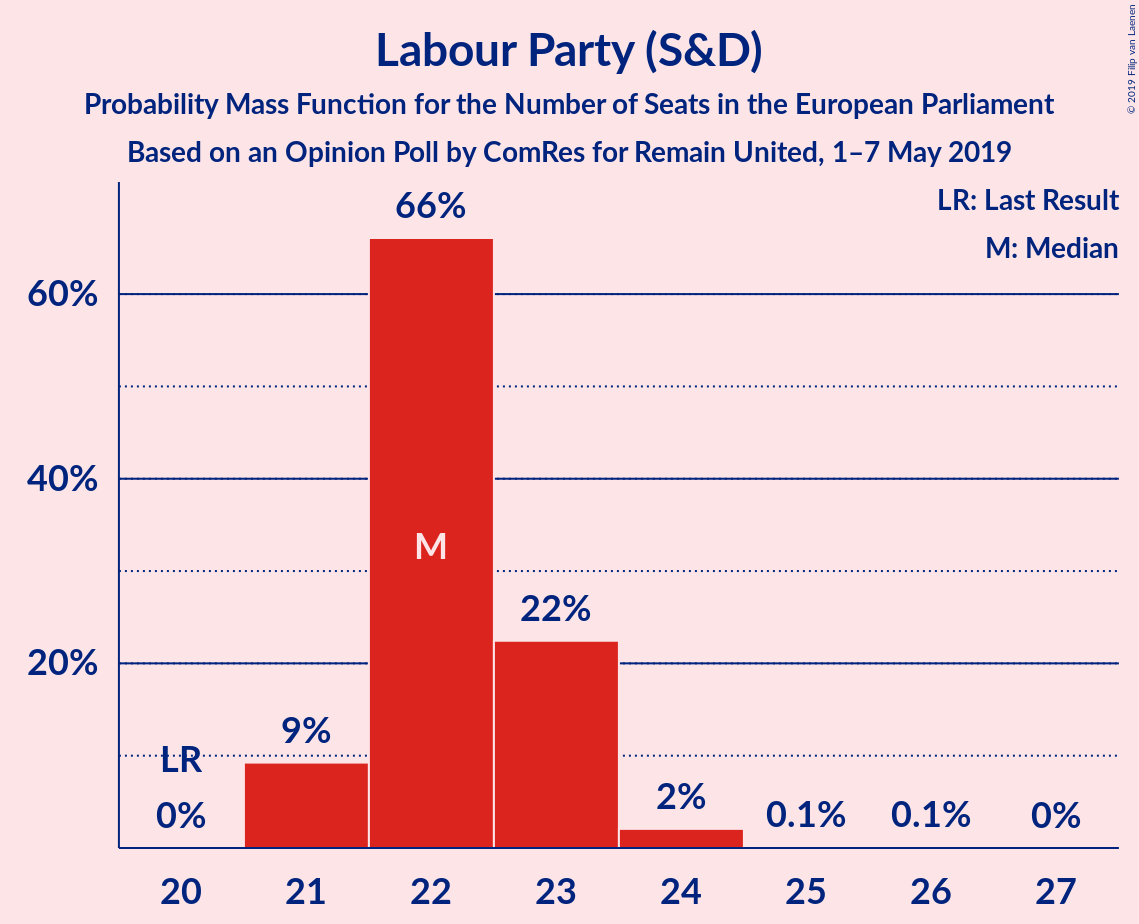 Labour Party (S&D)
Probability Mass Function for the Number of Seats in the European Parliament
Based on an Opinion Poll by ComRes for Remain United, 1–7 May 2019
© 2019 Filip van Laenen
LR: Last Result
M: Median
66%
60%
40%
M
22%
20%
9%
LR
2%
0%
0.1%
0.1%
0%
20
21
22
23
24
25
26
27